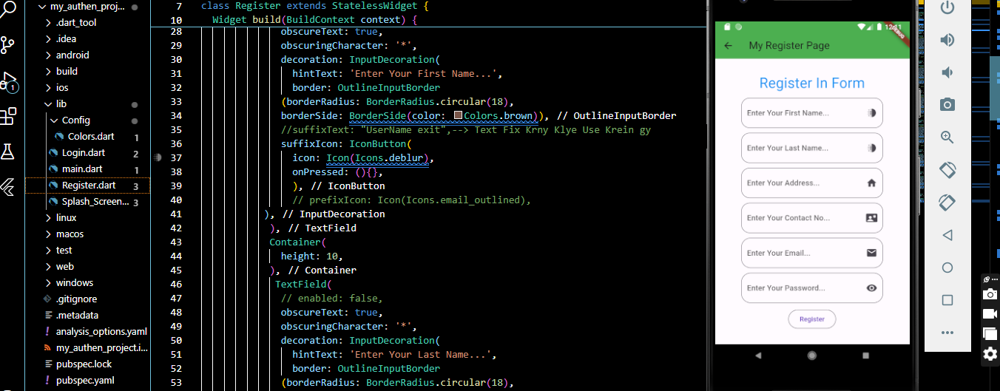 my_authen_proj...
.dart_tool
.idea
android
build
ios
lib
Config
Colors.dart 1
Login.dart 2
main.dart 1
Register.dart 3
Splash_Screen... 3
linux
macos
test
web
windows
.gitignore
.metadata
! analysis_options.yaml
my_authen_project.i...
pubspec.lock
! pubspec.yaml
1
7 class Register extends StatelessWidget {
10 Widget build(BuildContext context) {
28 obscureText: true,
29 obscuringCharacter: '*',
30 decoration: InputDecoration(
31 hintText: 'Enter Your First Name...',
32 border: OutlineInputBorder
33 (borderRadius: BorderRadius.circular(18),
34 borderSide: BorderSide(color: Colors.brown)), // OutlineInputBorder
35 //suffixText: "UserName exit",--> Text Fix Krny Klye Use Krein gy
36 suffixIcon: IconButton(
37 icon: Icon(Icons.deblur),
38 onPressed: (){},
39 ), // IconButton
40 // prefixIcon: Icon(Icons.email_outlined),
41 ), // InputDecoration
42 ), // TextField
43 Container(
44 height: 10,
45 ), // Container
46 TextField(
47 // enabled: false,
48 obscureText: true,
49 obscuringCharacter: '*',
50 decoration: InputDecoration(
51 hintText: 'Enter Your Last Name...',
52 border: OutlineInputBorder
53 (borderRadius: BorderRadius.circular(18),
My Register Page
Register In Form
Enter Your First Name...
Enter Your Last Name...
Enter Your Address...
Enter Your Contact No...
Enter Your Email...
Enter Your Password...
Register